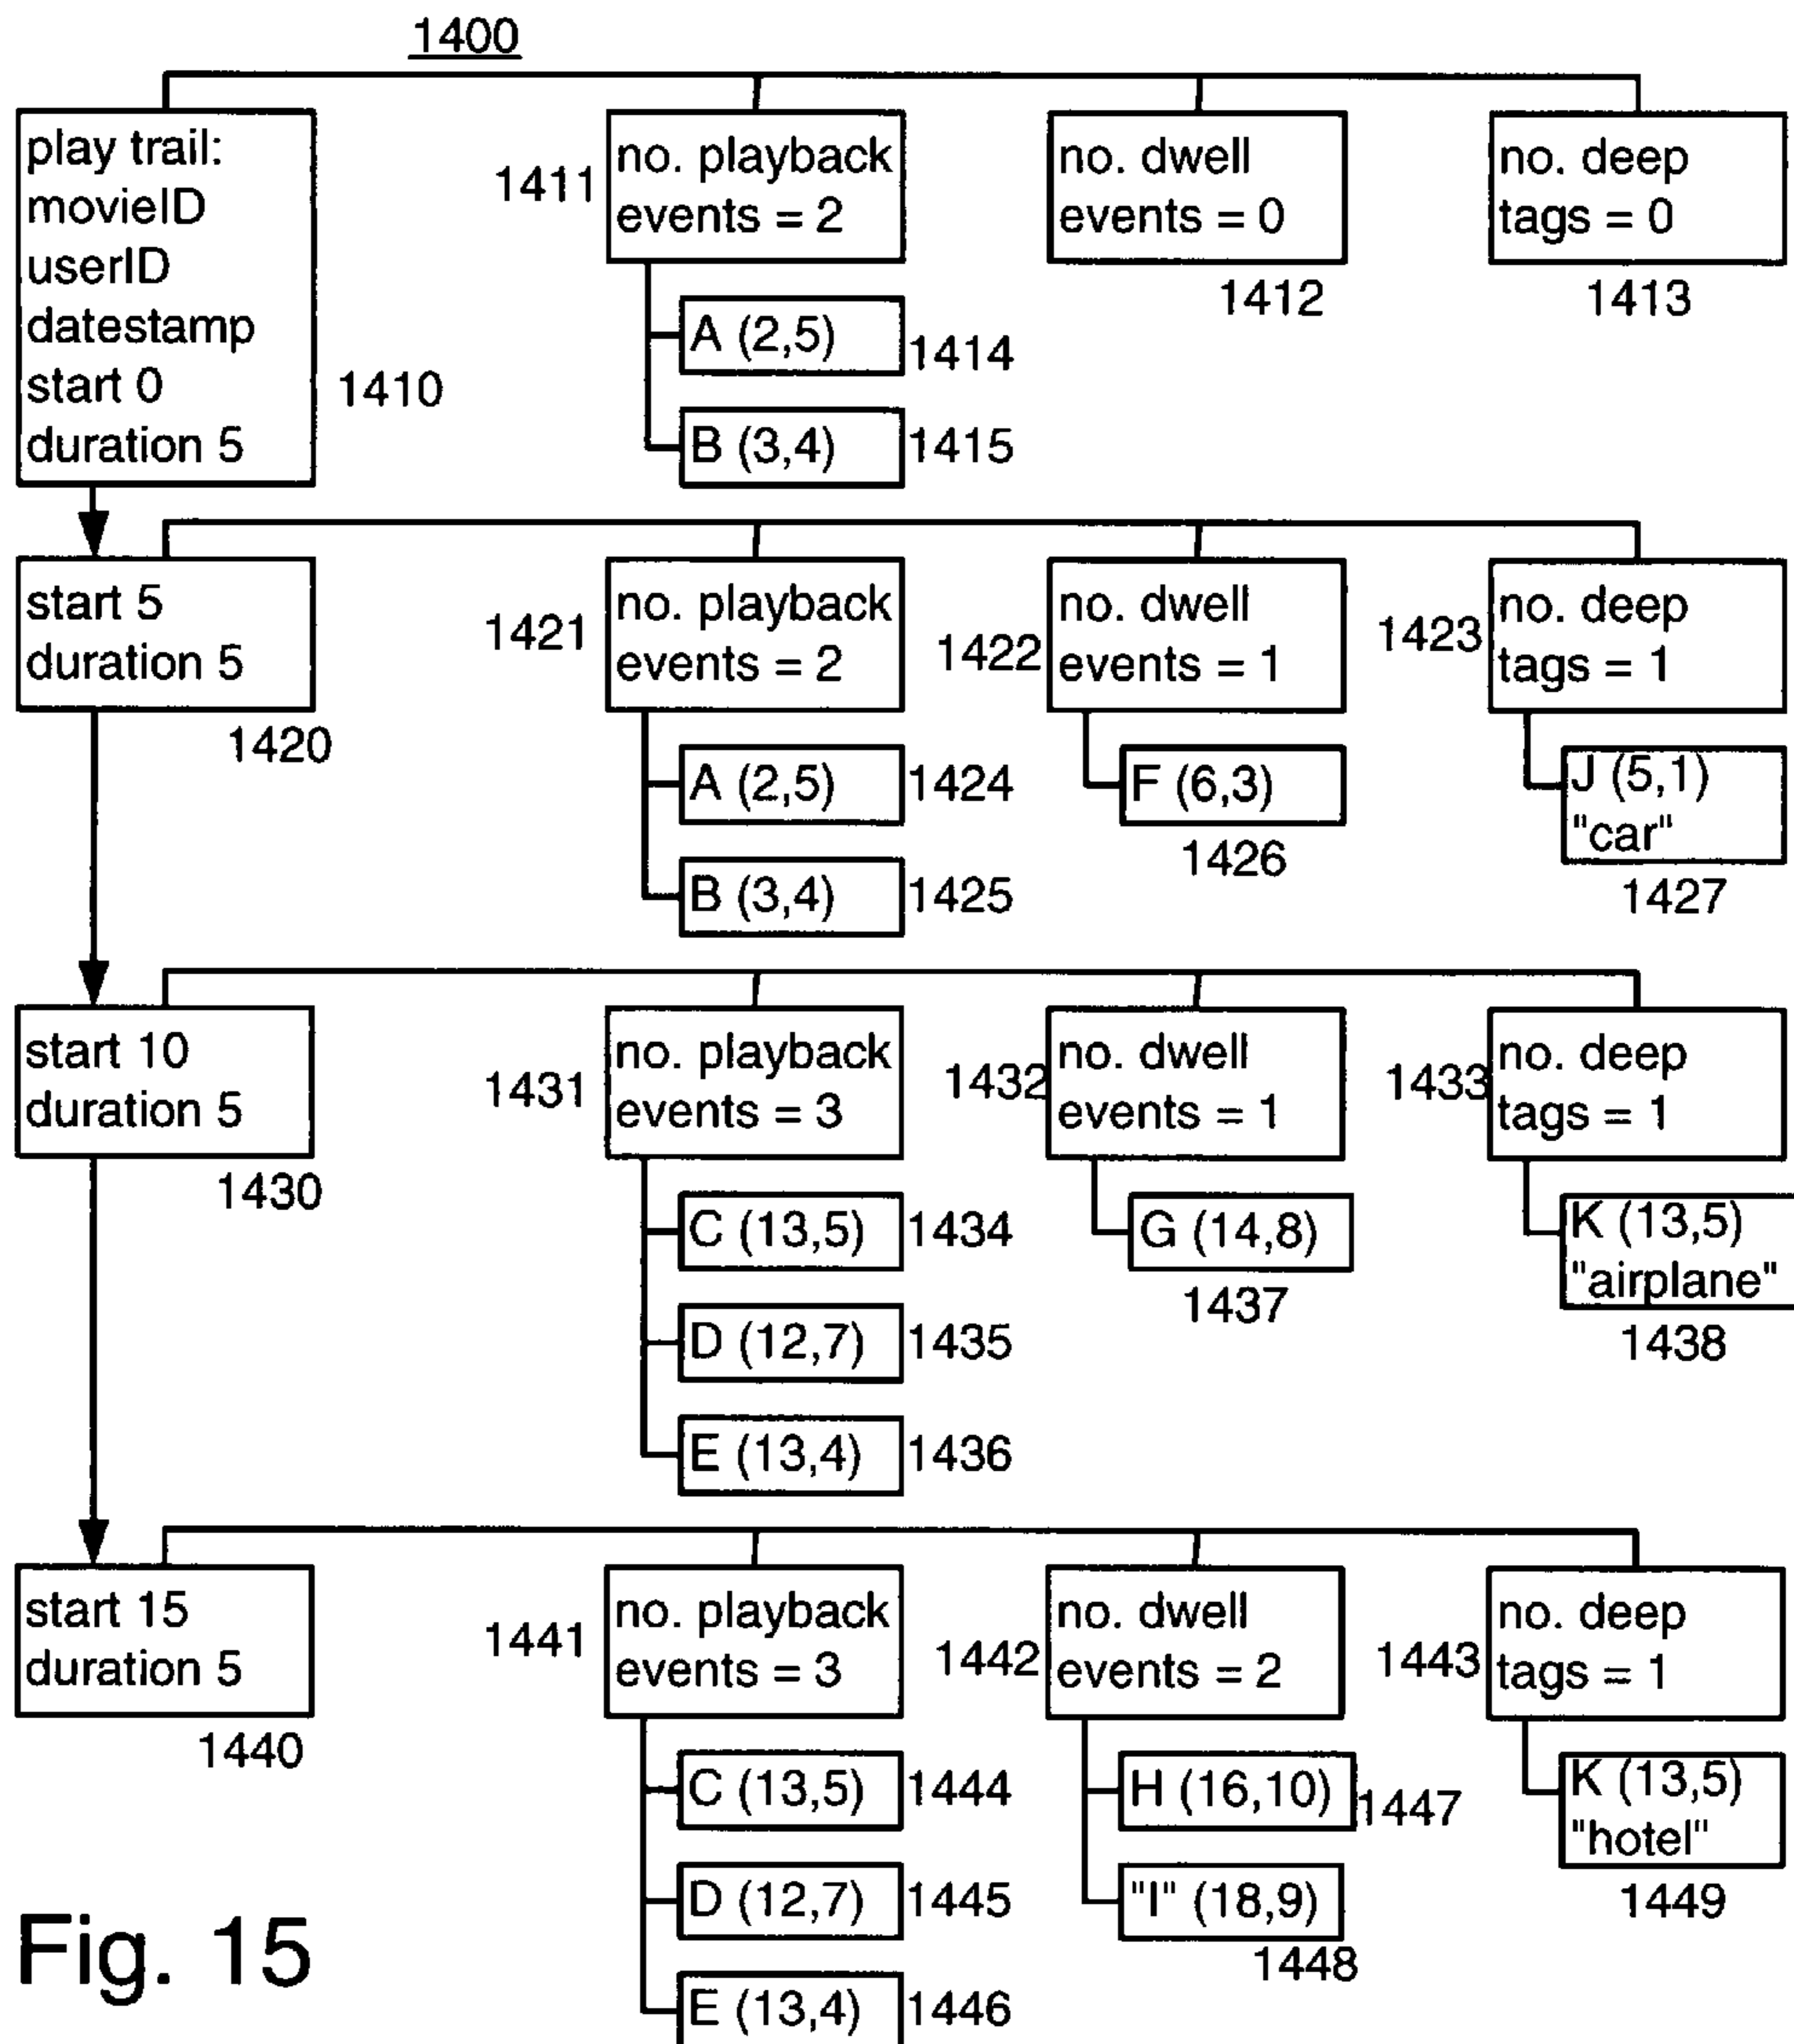 1400
play trail:
movieID
userID
datestamp
start 0
duration 5
1410
1411
no. playback
events = 2
A (2,5)
1414
B (3,4)
1415
no. dwell
events = 0
1412
no. deep
tags = 0
1413
start 5
duration 5
1420
1421
no. playback
events = 2
A (2,5)
1424
B (3,4)
1425
1422
no. dwell
events = 1
F (6,3)
1426
1423
no. deep
tags = 1
J (5,1)
"car"
1427
start 10
duration 5
1430
1431
no. playback
events = 3
C (13,5)
1434
D (12,7)
1435
E (13,4)
1436
1432
no. dwell
events = 1
G (14,8)
1437
1433
no. deep
tags = 1
K (13,5)
"airplane"
1438
start 15
duration 5
1440
1441
no. playback
events = 3
C (13,5)
1444
D (12,7)
1445
E (13,4)
1446
1442
no. dwell
events = 2
H (16,10)
1447
"I" (18,9)
1448
1443
no. deep
tags = 1
K (13,5)
"hotel"
1449
Fig. 15